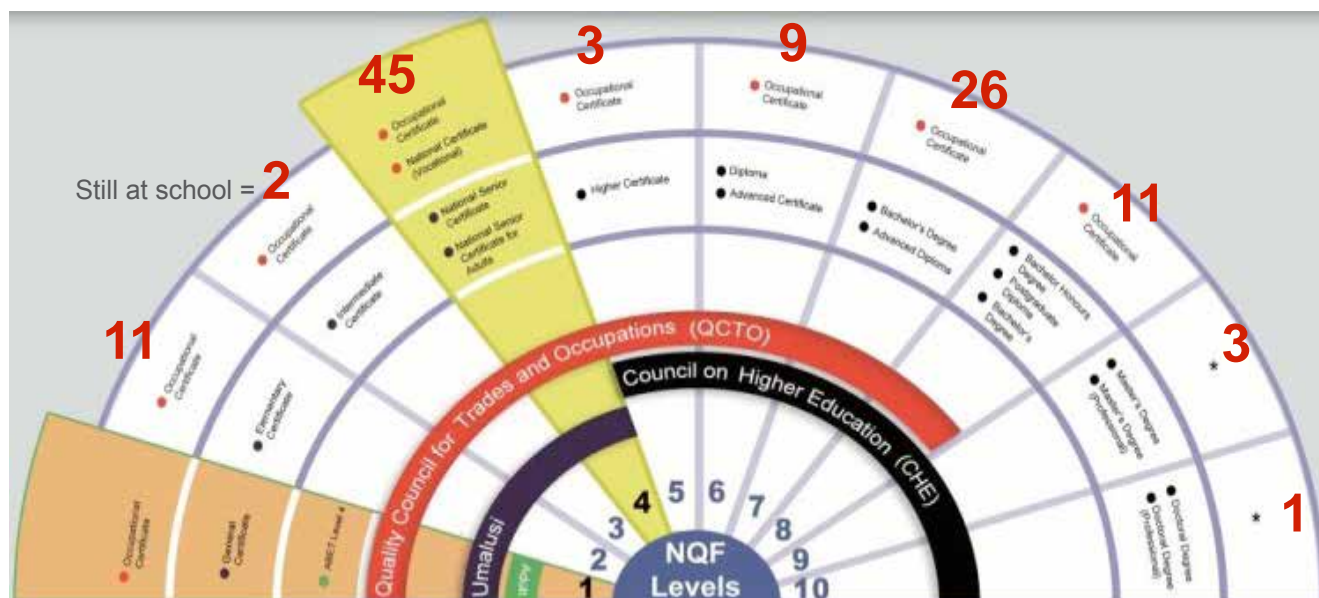 45
3
9
26
11
3
1
Still at school = 2
11
Occupational
Certificate
General
Certificate
ABET Level 4
Occupational
Certificate
Elementary
Certificate
Occupational
Certificate
Intermediate
Certificate
Occupational
Certificate
National Certificate
(Vocational)
National Senior
Certificate
National Senior
Certificate for
Adults
Occupational
Certificate
Higher Certificate
Occupational
Certificate
Diploma
Advanced Certificate
Occupational
Certificate
Bachelor's Degree
Advanced Diploma
Occupational
Certificate
Bachelor Honours
Degree
Postgraduate
Diploma
Bachelor's
Degree
*
Master's Degree
Master's Degree
(Professional)
*
Doctoral Degree
Doctoral Degree
(Professional)
Quality Council for Trades and Occupations (QCTO)
Council on Higher Education (CHE)
Umalusi
1
2
3
4
5
6
7
8
9
10
NQF
Levels